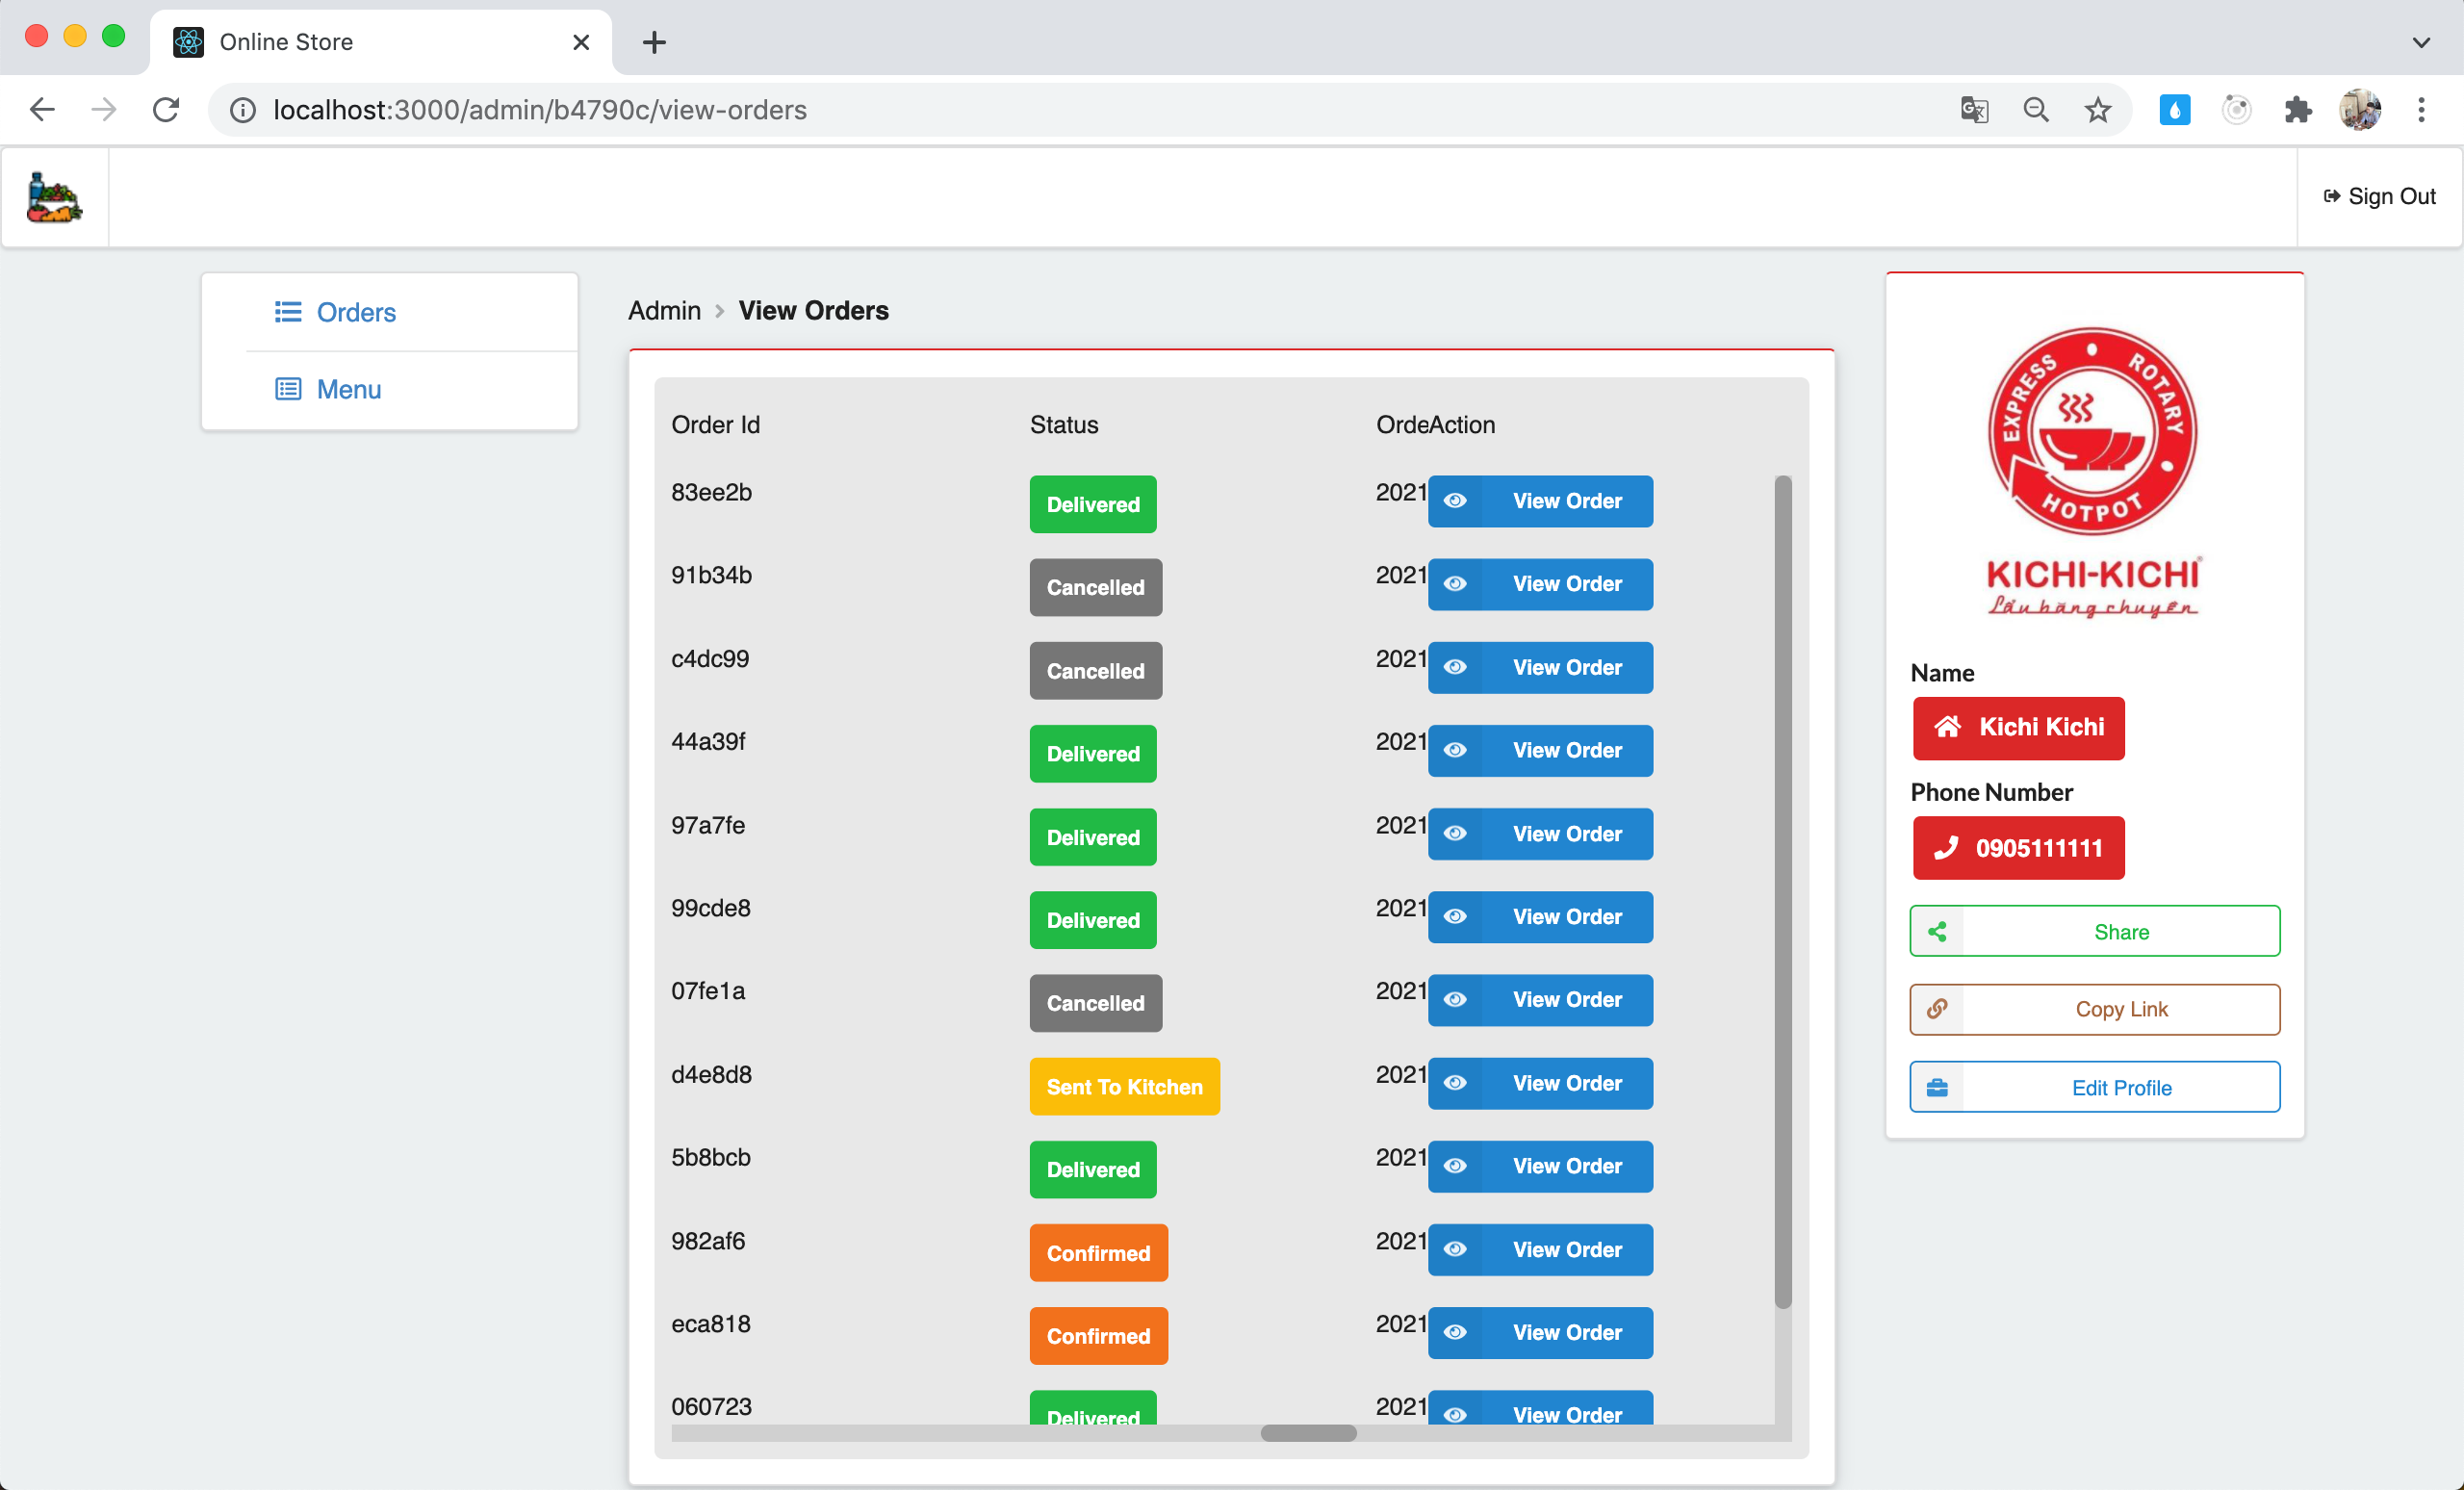 Online Store
localhost:3000/admin/b4790c/view-orders
Sign Out
Orders
Menu
Admin > View Orders
Order Id Status OrdeAction
83ee2b Delivered 2021 View Order
91b34b Cancelled 2021 View Order
c4dc99 Cancelled 2021 View Order
44a39f Delivered 2021 View Order
97a7fe Delivered 2021 View Order
99cde8 Delivered 2021 View Order
07fe1a Cancelled 2021 View Order
d4e8d8 Sent To Kitchen 2021 View Order
5b8bcb Delivered 2021 View Order
982af6 Confirmed 2021 View Order
eca818 Confirmed 2021 View Order
060723 Delivered 2021 View Order
EXPRESS ROTARY
HOTPOT
KICHI-KICHI®
Lẩu băng chuyền
Name
Kichi Kichi
Phone Number
0905111111
Share
Copy Link
Edit Profile